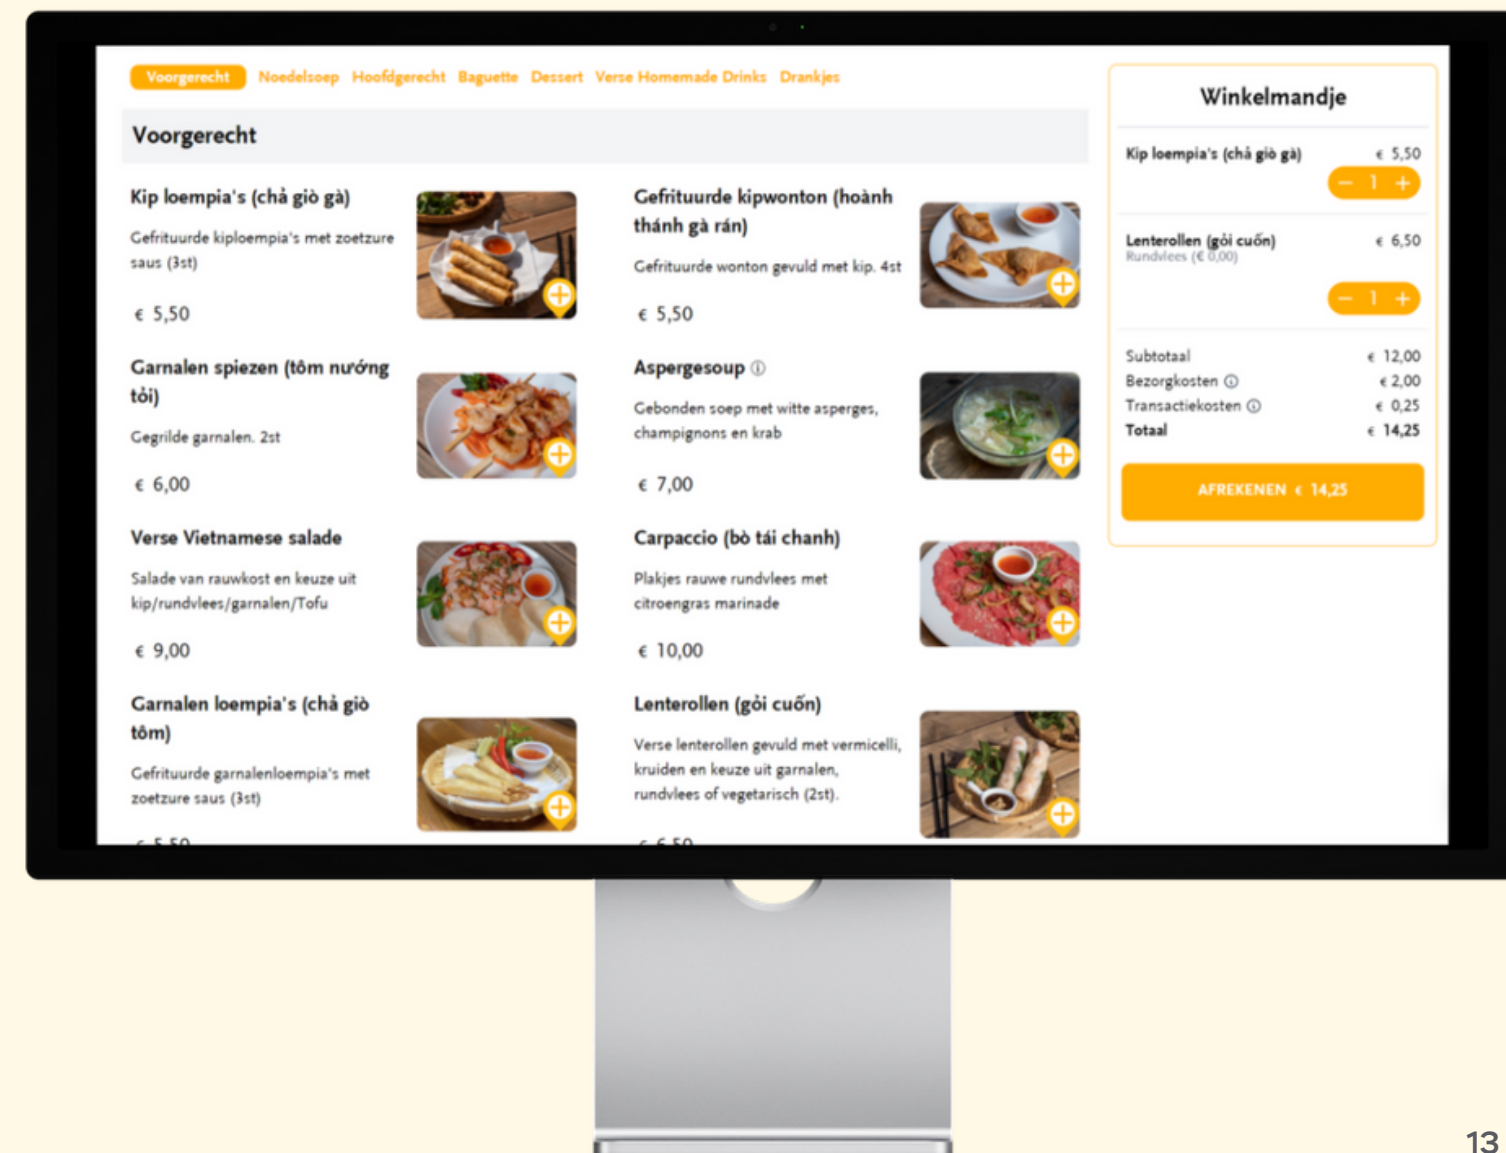 Voorgerecht Noedelsoep Hoofdgerecht Baguette Dessert Verse Homemade Drinks Drankjes
Voorgerecht
Kip loempia's (chả giò gà)
Gefrituurde kiploempia's met zoetzure
saus (3st)
€ 5,50
Gefrituurde kipwonton (hoành
thánh gà rán)
Gefrituurde wonton gevuld met kip. 4st
€ 5,50
Garnalen spiezen (tôm nướng
tỏi)
Gegrilde garnalen. 2st
€ 6,00
Aspergesoup
Gebonden soep met witte asperges,
champignons en krab
€ 7,00
Verse Vietnamese salade
Salade van rauwkost en keuze uit
kip/rundvlees/garnalen/Tofu
€ 9,00
Carpaccio (bò tái chanh)
Plakjes rauwe rundvlees met
citroengras marinade
€ 10,00
Garnalen loempia's (chả giò
tôm)
Gefrituurde garnalenloempia's met
zoetzure saus (3st)
€ 5,50
Lenterollen (gỏi cuốn)
Verse lenterollen gevuld met vermicelli,
kruiden en keuze uit garnalen,
rundvlees of vegetarisch (2st).
€ 6,50
Winkelmandje
Kip loempia's (chả giò gà) € 5,50
− 1 +
Lenterollen (gỏi cuốn) € 6,50
Rundvlees (€ 0,00)
− 1 +
Subtotaal € 12,00
Bezorgkosten € 2,00
Transactiekosten € 0,25
Totaal € 14,25
AFREKENEN € 14,25
13